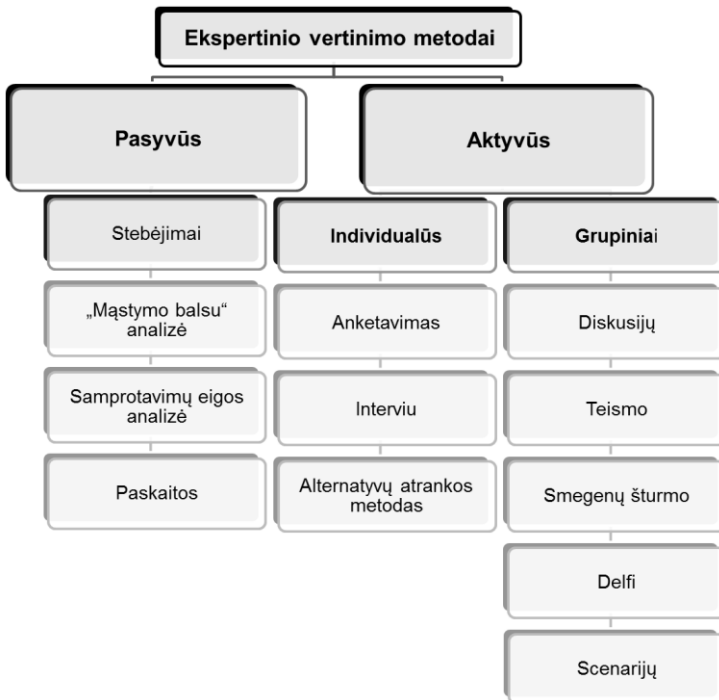 Ekspertinio vertinimo metodai
Pasyvūs
Aktyvūs
Stebėjimai
„Mąstymo balsu“
analizė
Samprotavimų eigos
analizė
Paskaitos
Individualūs
Anketavimas
Interviu
Alternatyvų atrankos
metodas
Grupiniai
Diskusijų
Teismo
Smegenų šturmo
Delfi
Scenarijų